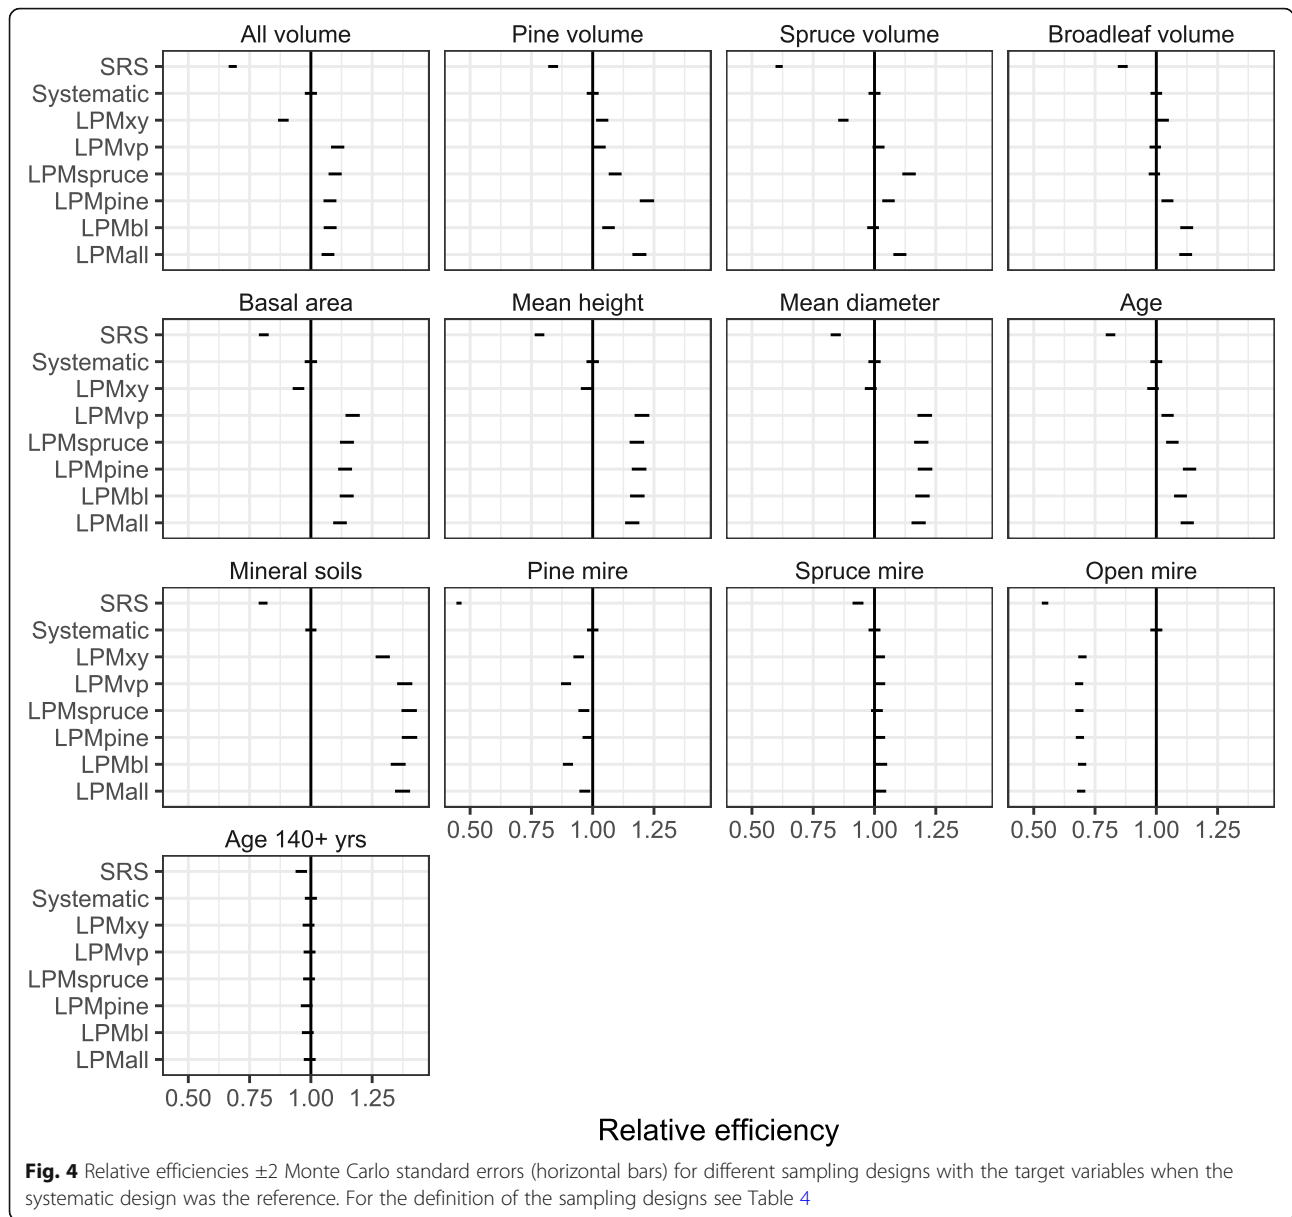 All volume
Pine volume
Spruce volume
Broadleaf volume
SRS
Systematic
LPMxy
LPMvp
LPMspruce
LPMpine
LPMbl
LPMall
Basal area
Mean height
Mean diameter
Age
SRS
Systematic
LPMxy
LPMvp
LPMspruce
LPMpine
LPMbl
LPMall
Mineral soils
Pine mire
Spruce mire
Open mire
SRS
Systematic
LPMxy
LPMvp
LPMspruce
LPMpine
LPMbl
LPMall
0.50 0.75 1.00 1.25
0.50 0.75 1.00 1.25
0.50 0.75 1.00 1.25
Age 140+ yrs
SRS
Systematic
LPMxy
LPMvp
LPMspruce
LPMpine
LPMbl
LPMall
0.50 0.75 1.00 1.25
Relative efficiency
Fig. 4 Relative efficiencies ±2 Monte Carlo standard errors (horizontal bars) for different sampling designs with the target variables when the
systematic design was the reference. For the definition of the sampling designs see Table 4